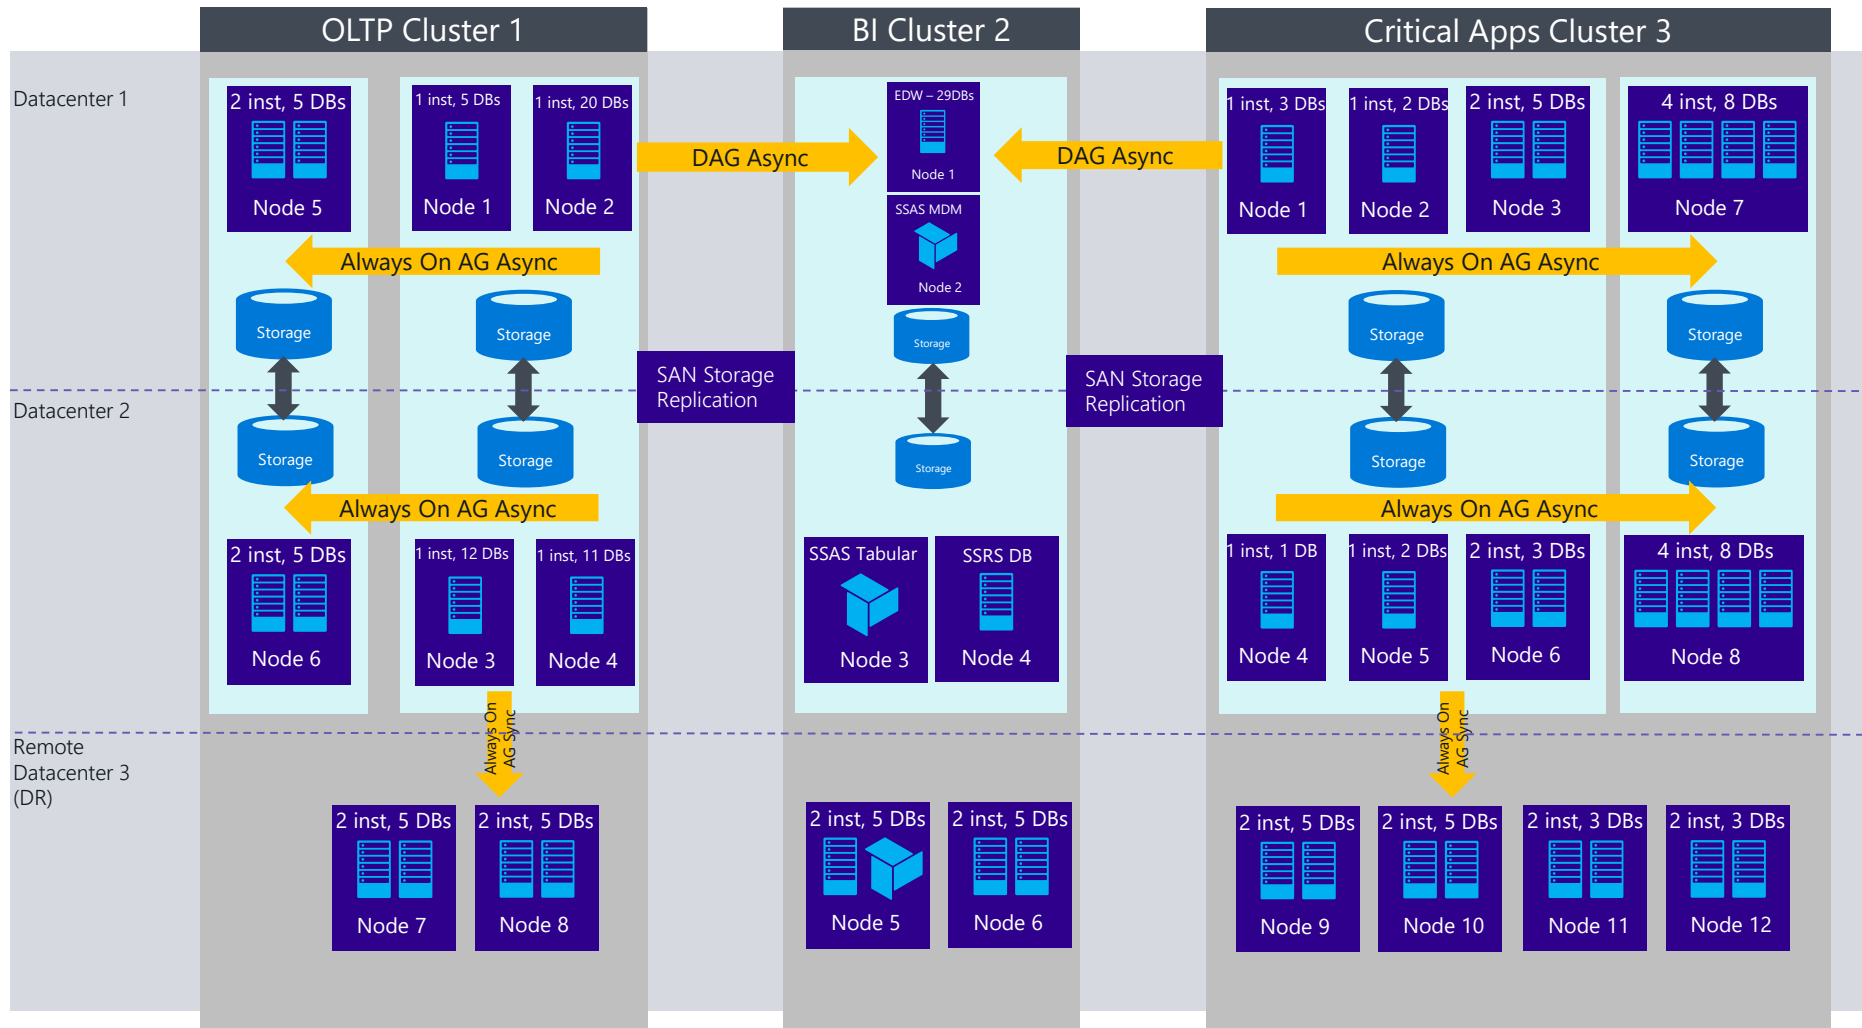 OLTP Cluster 1
BI Cluster 2
Critical Apps Cluster 3
Datacenter 1
2 inst, 5 DBs
Node 5
1 inst, 5 DBs
Node 1
1 inst, 20 DBs
Node 2
DAG Async
EDW – 29DBs
Node 1
SSAS MDM
Node 2
DAG Async
1 inst, 3 DBs
Node 1
1 inst, 2 DBs
Node 2
2 inst, 5 DBs
Node 3
4 inst, 8 DBs
Node 7
Always On AG Async
Always On AG Async
Storage
Storage
Storage
Storage
Storage
SAN Storage
Replication
SAN Storage
Replication
Datacenter 2
Storage
Storage
Storage
Storage
Storage
Always On AG Async
Always On AG Async
2 inst, 5 DBs
Node 6
1 inst, 12 DBs
Node 3
1 inst, 11 DBs
Node 4
SSAS Tabular
Node 3
SSRS DB
Node 4
1 inst, 1 DB
Node 4
1 inst, 2 DBs
Node 5
2 inst, 3 DBs
Node 6
4 inst, 8 DBs
Node 8
Always On
AG Sync
Always On
AG Sync
Remote
Datacenter 3
(DR)
2 inst, 5 DBs
Node 7
2 inst, 5 DBs
Node 8
2 inst, 5 DBs
Node 5
2 inst, 5 DBs
Node 6
2 inst, 5 DBs
Node 9
2 inst, 5 DBs
Node 10
2 inst, 3 DBs
Node 11
2 inst, 3 DBs
Node 12